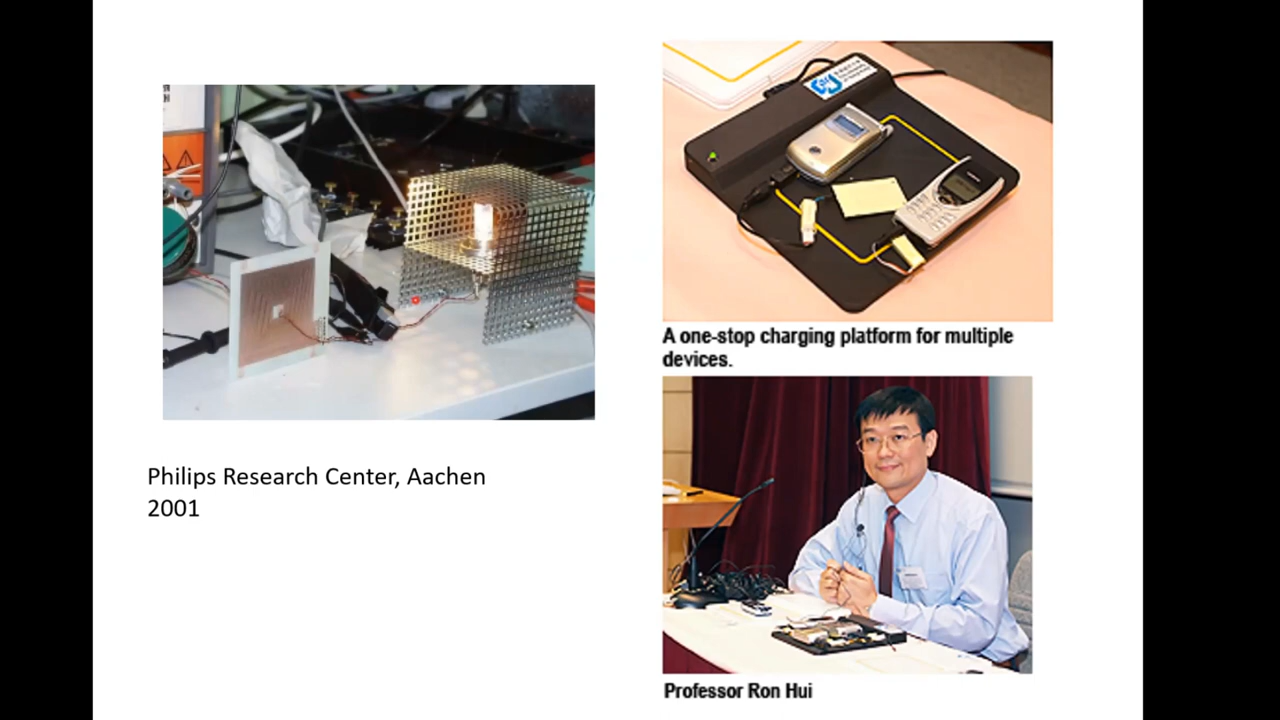 A one-stop charging platform for multiple
devices.
Philips Research Center, Aachen
2001
Professor Ron Hui